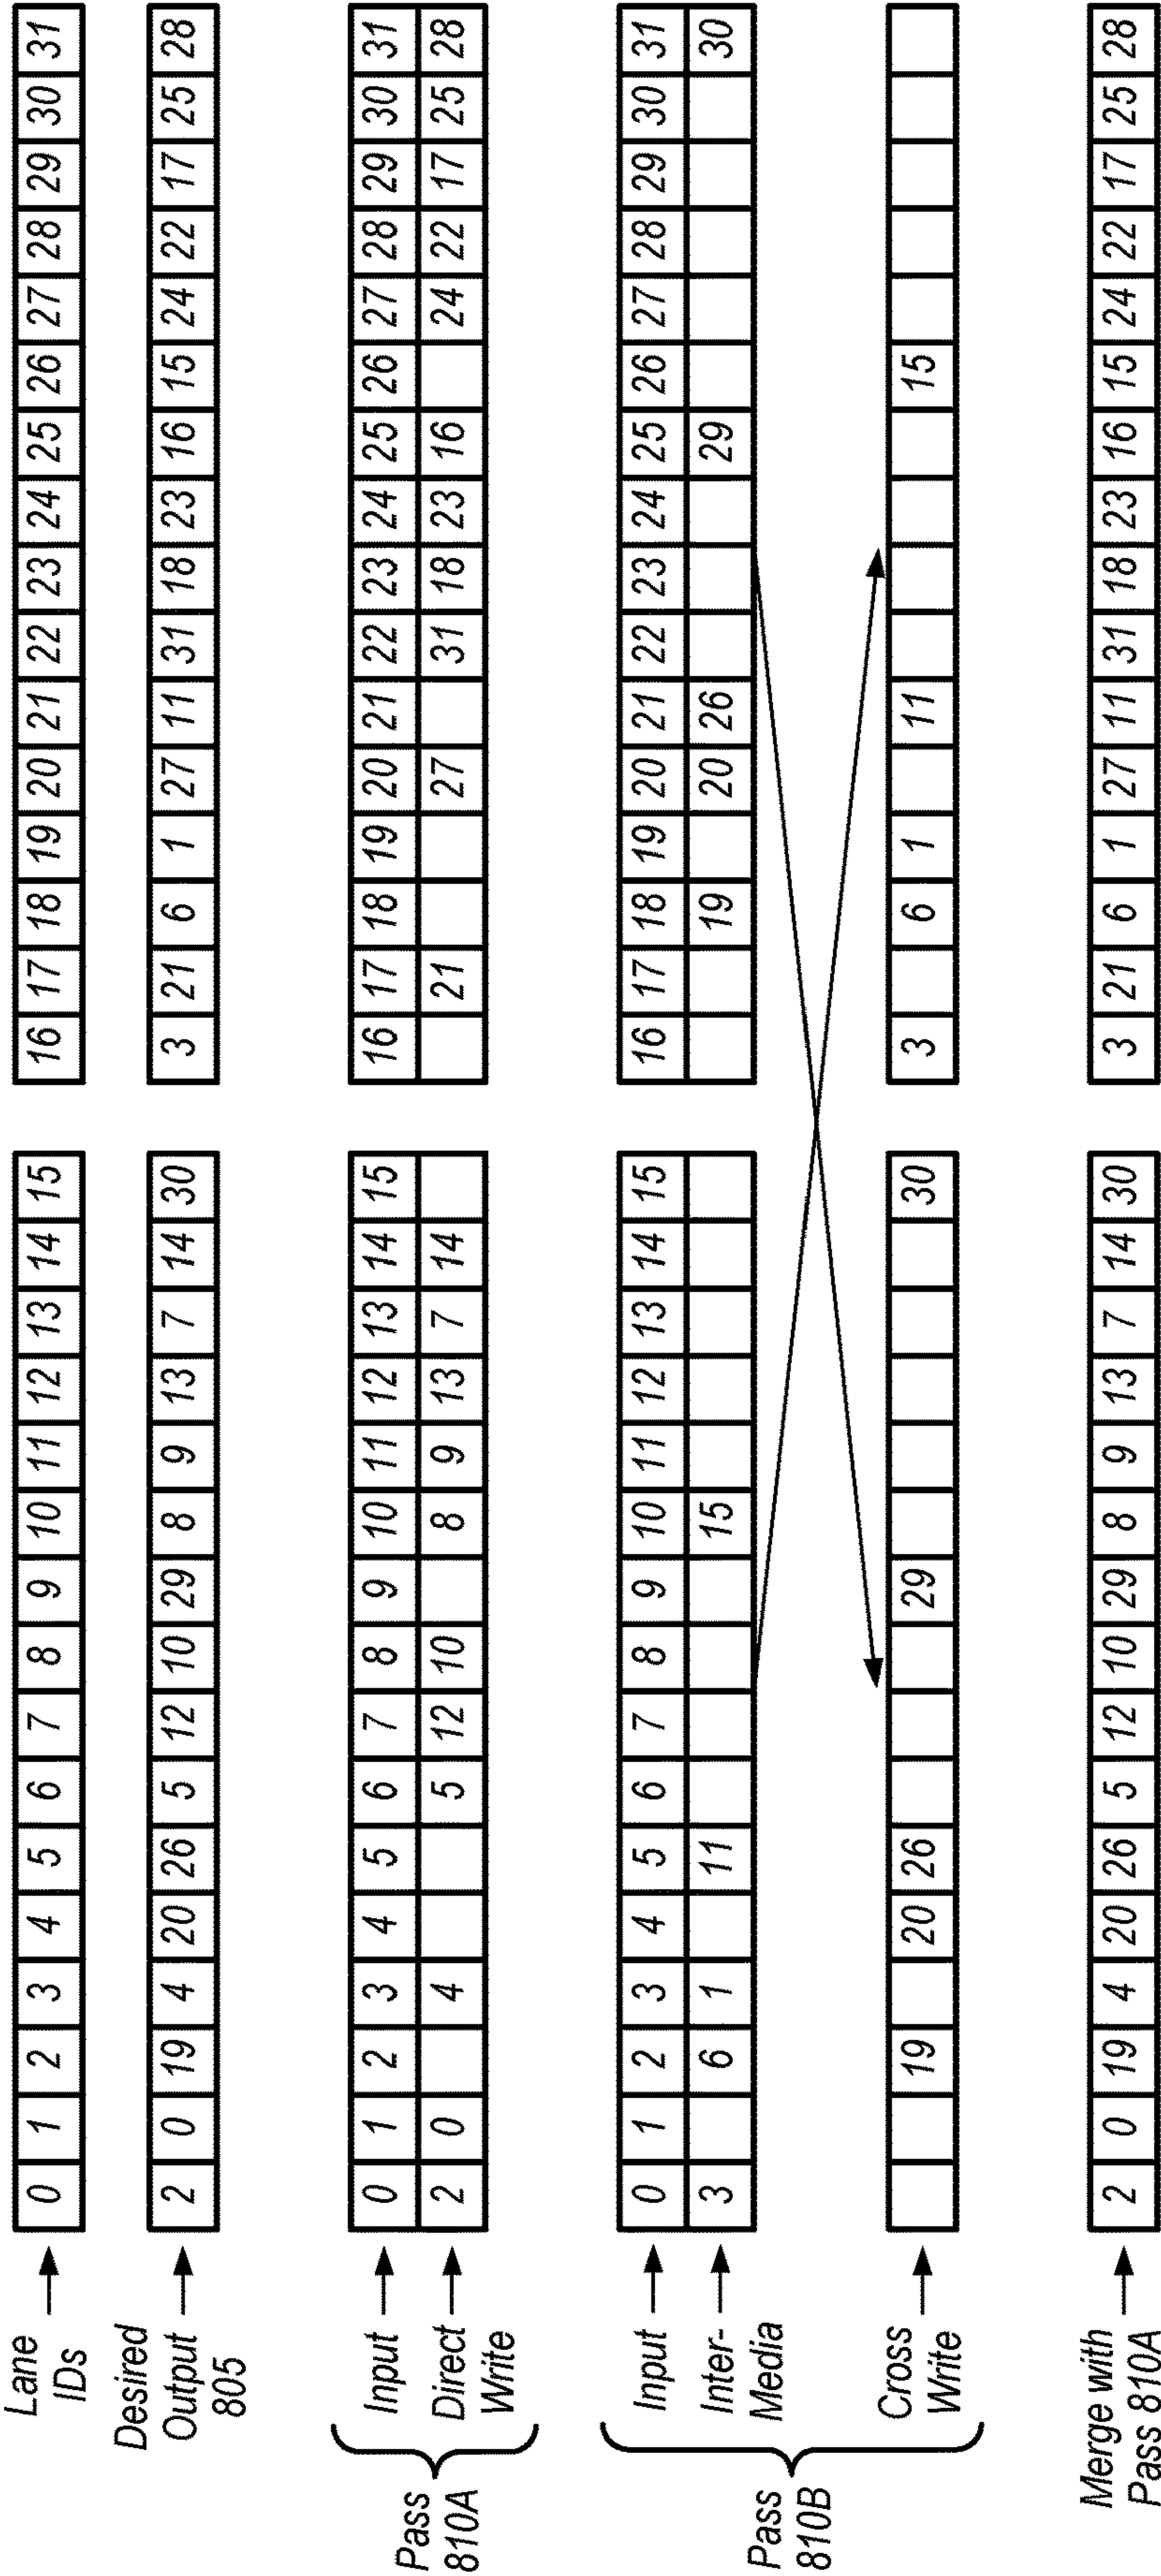 Lane
IDs
0 1 2 3 4 5 6 7 8 9 10 11 12 13 14 15 16 17 18 19 20 21 22 23 24 25 26 27 28 29 30 31
Desired
Output
805
2 0 19 4 20 26 5 12 10 29 8 9 13 7 14 30 3 21 6 1 27 11 31 18 23 16 15 24 22 17 25 28
Pass
810A
Input
0 1 2 3 4 5 6 7 8 9 10 11 12 13 14 15 16 17 18 19 20 21 22 23 24 25 26 27 28 29 30 31
Direct
Write
2 0 4 5 12 10 8 9 13 7 14 21 27 31 18 23 16 24 22 17 25 28
Pass
810B
Input
0 1 2 3 4 5 6 7 8 9 10 11 12 13 14 15 16 17 18 19 20 21 22 23 24 25 26 27 28 29 30 31
Inter-
Media
3 6 1 11 15 19 20 26 29 30
Cross
Write
19 20 26 29 30 3 6 1 11 15
Merge with
Pass 810A
2 0 19 4 20 26 5 12 10 29 8 9 13 7 14 30 3 21 6 1 27 11 31 18 23 16 15 24 22 17 25 28